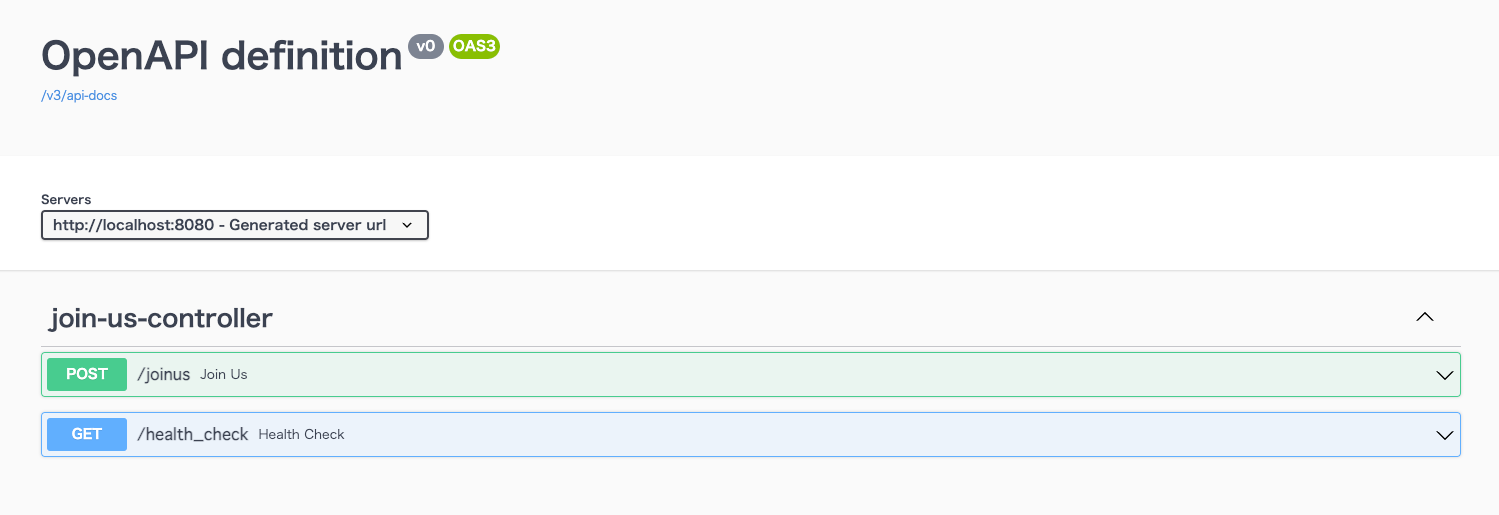 OpenAPI definition v0 OAS3
/v3/api-docs
Servers
http://localhost:8080 - Generated server url
join-us-controller
POST /joinus Join Us
GET /health_check Health Check